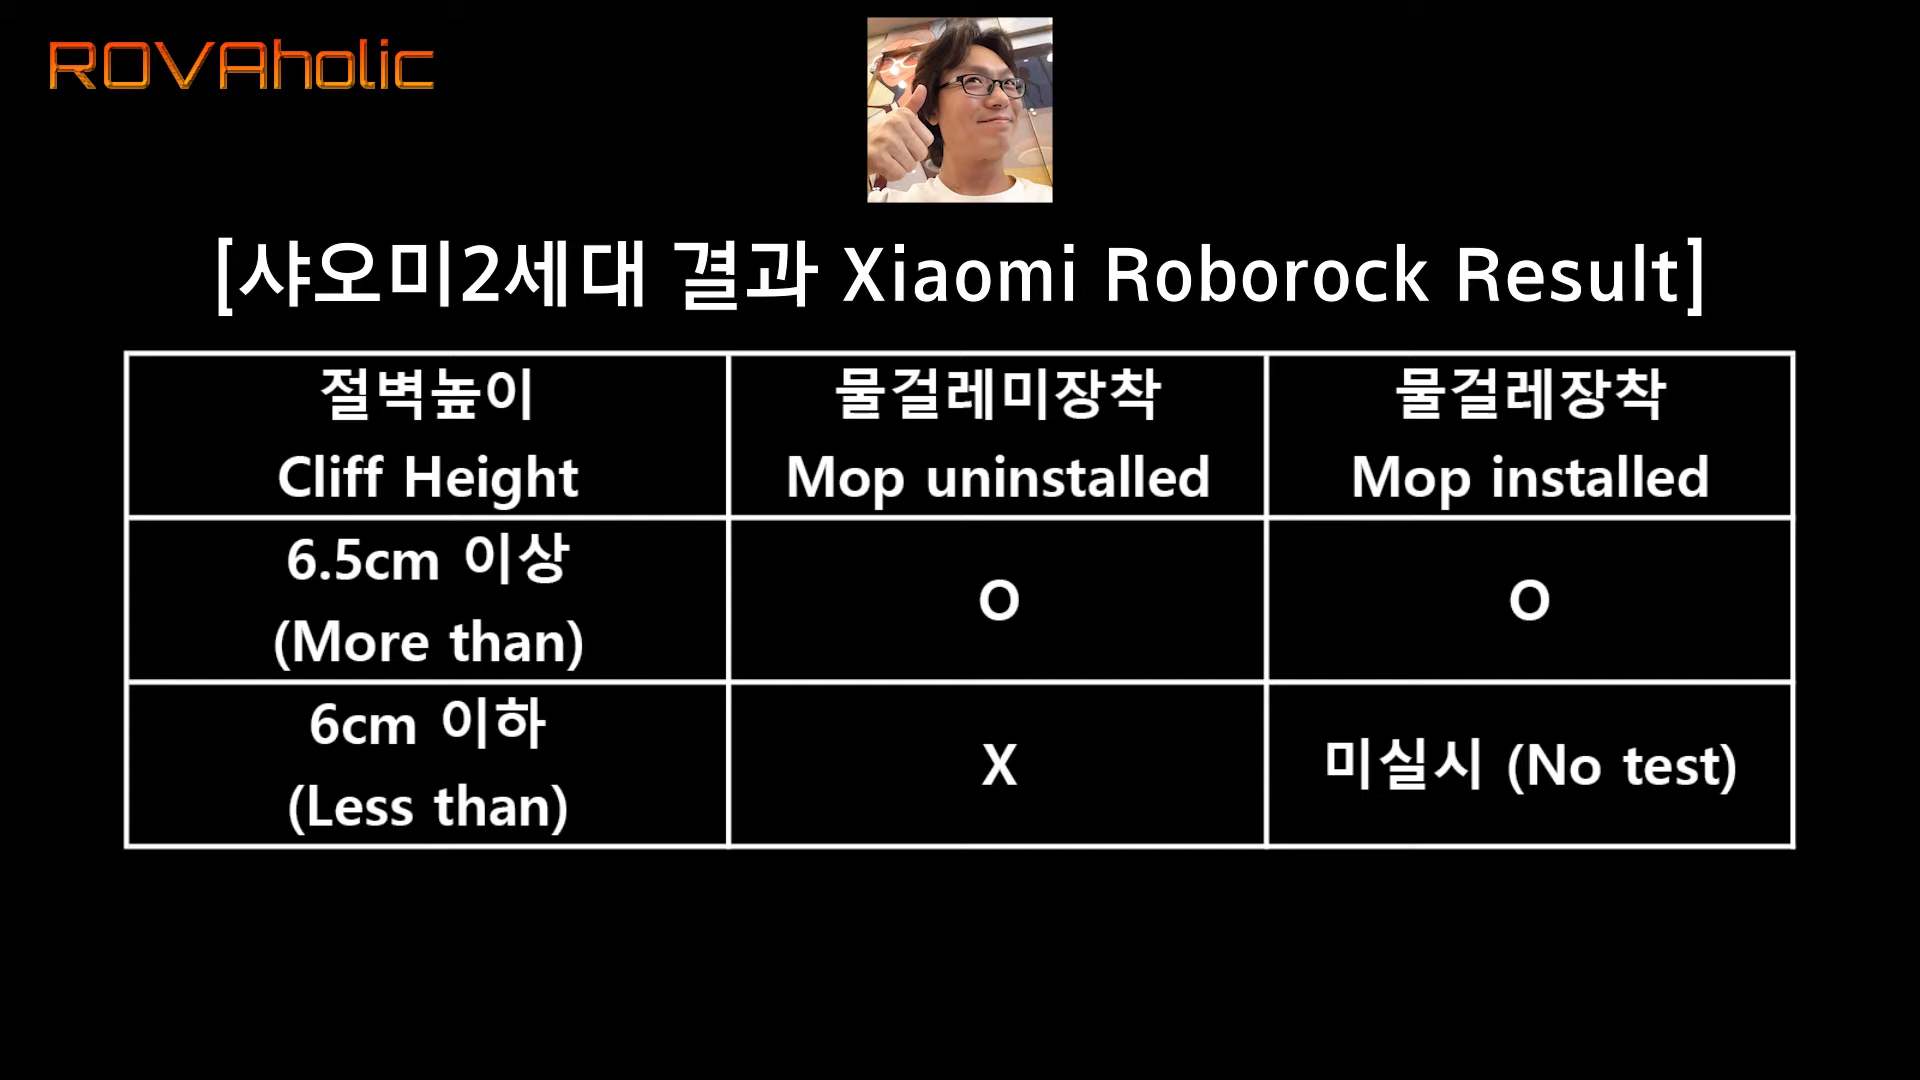 ROVAholic
[샤오미2세대 결과 Xiaomi Roborock Result]
절벽높이
Cliff Height
물걸레미장착
Mop uninstalled
물걸레장착
Mop installed
6.5cm 이상
(More than)
O
O
6cm 이하
(Less than)
X
미실시 (No test)